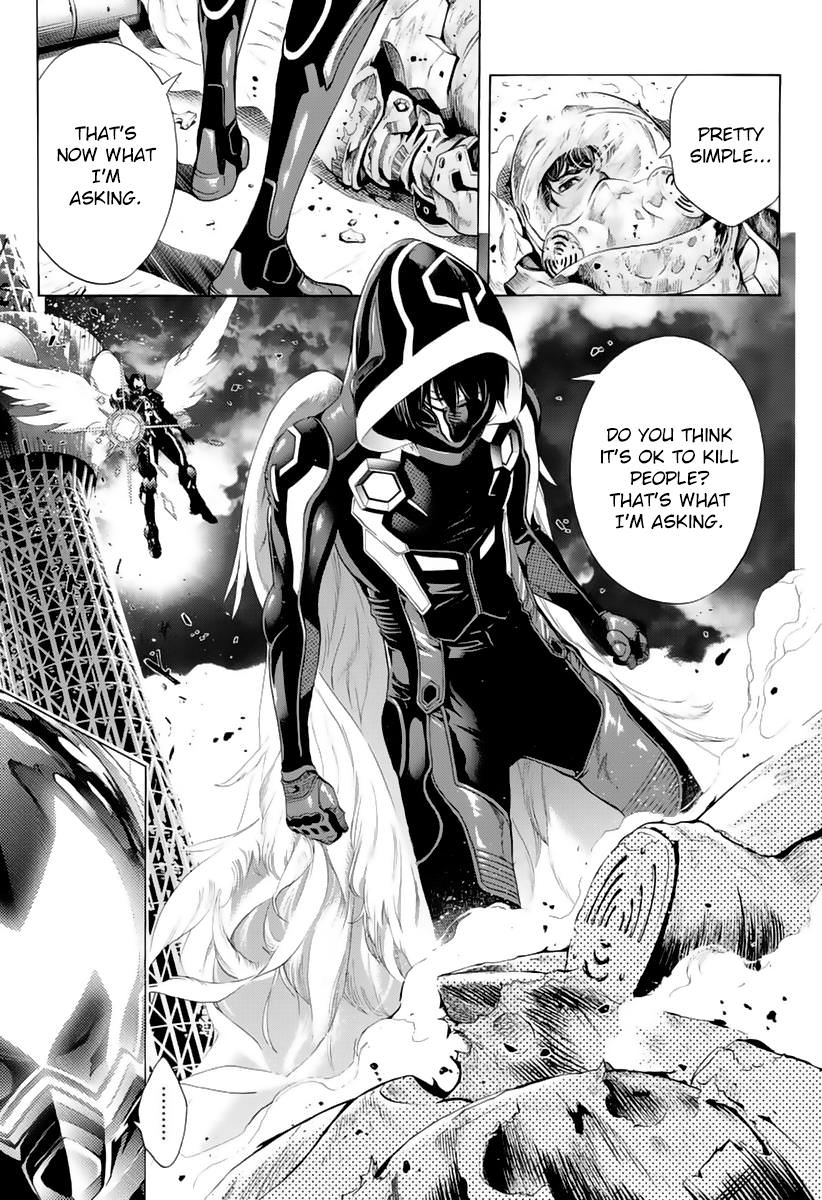 PRETTY
SIMPLE...
THAT'S
NOW WHAT
I'M
ASKING.
DO YOU THINK
IT'S OK TO KILL
PEOPLE?
THAT'S WHAT
I'M ASKING.
.......